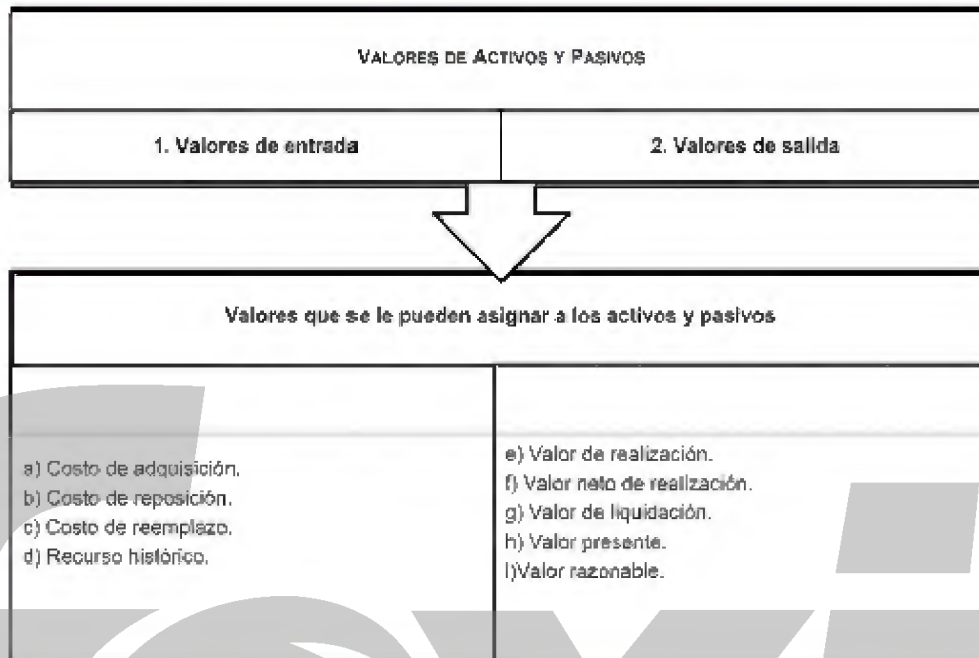 VALORES DE ACTIVOS Y PASIVOS
1. Valores de entrada
2. Valores de salida
Valores que se le pueden asignar a los activos y pasivos
a) Costo de adquisición.
b) Costo de reposición.
c) Costo de reemplazo.
d) Recurso histórico.
e) Valor de realización.
f) Valor neto de realización.
g) Valor de liquidación.
h) Valor presente.
i)Valor razonable.